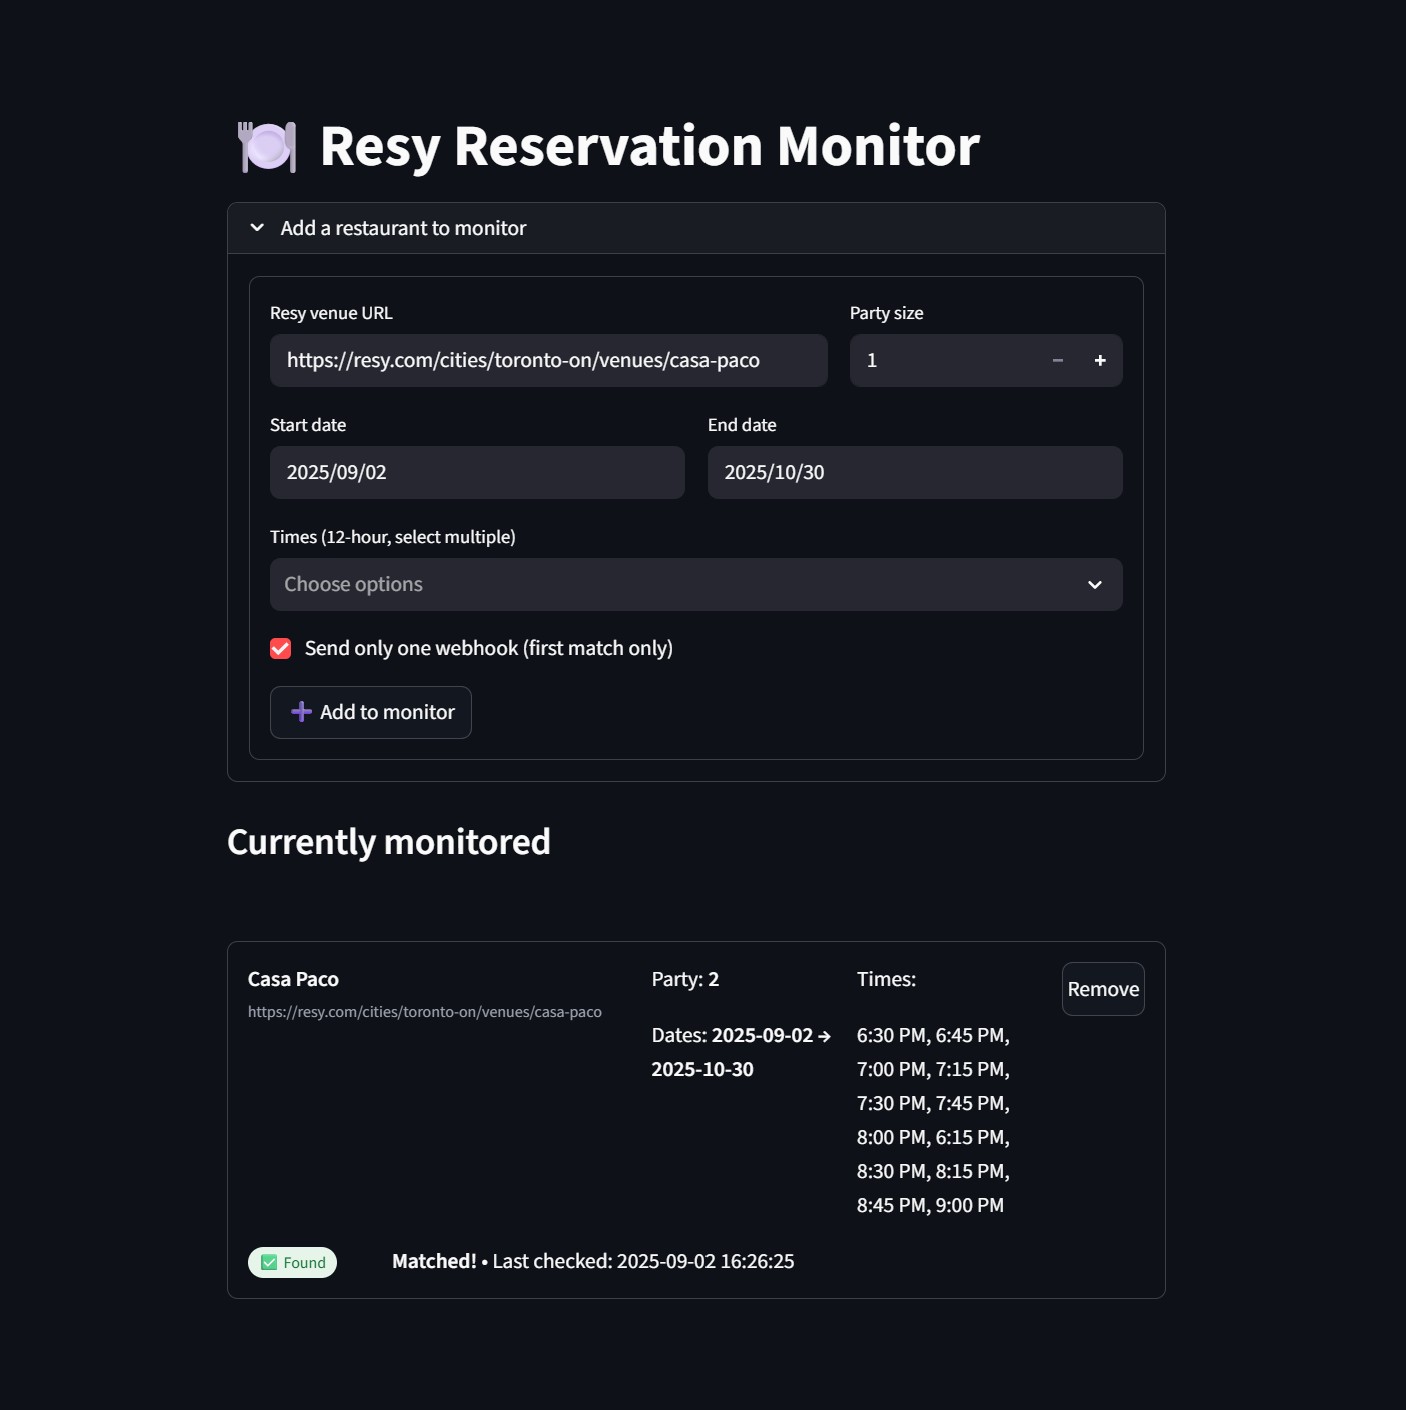 Resy Reservation Monitor
Add a restaurant to monitor
Resy venue URL
Party size
https://resy.com/cities/toronto-on/venues/casa-paco
1
Start date
End date
2025/09/02
2025/10/30
Times (12-hour, select multiple)
Choose options
Send only one webhook (first match only)
Add to monitor
Currently monitored
Casa Paco
https://resy.com/cities/toronto-on/venues/casa-paco
Party: 2
Dates: 2025-09-02 →
2025-10-30
Times:
6:30 PM, 6:45 PM,
7:00 PM, 7:15 PM,
7:30 PM, 7:45 PM,
8:00 PM, 6:15 PM,
8:30 PM, 8:15 PM,
8:45 PM, 9:00 PM
Remove
Found
Matched! • Last checked: 2025-09-02 16:26:25